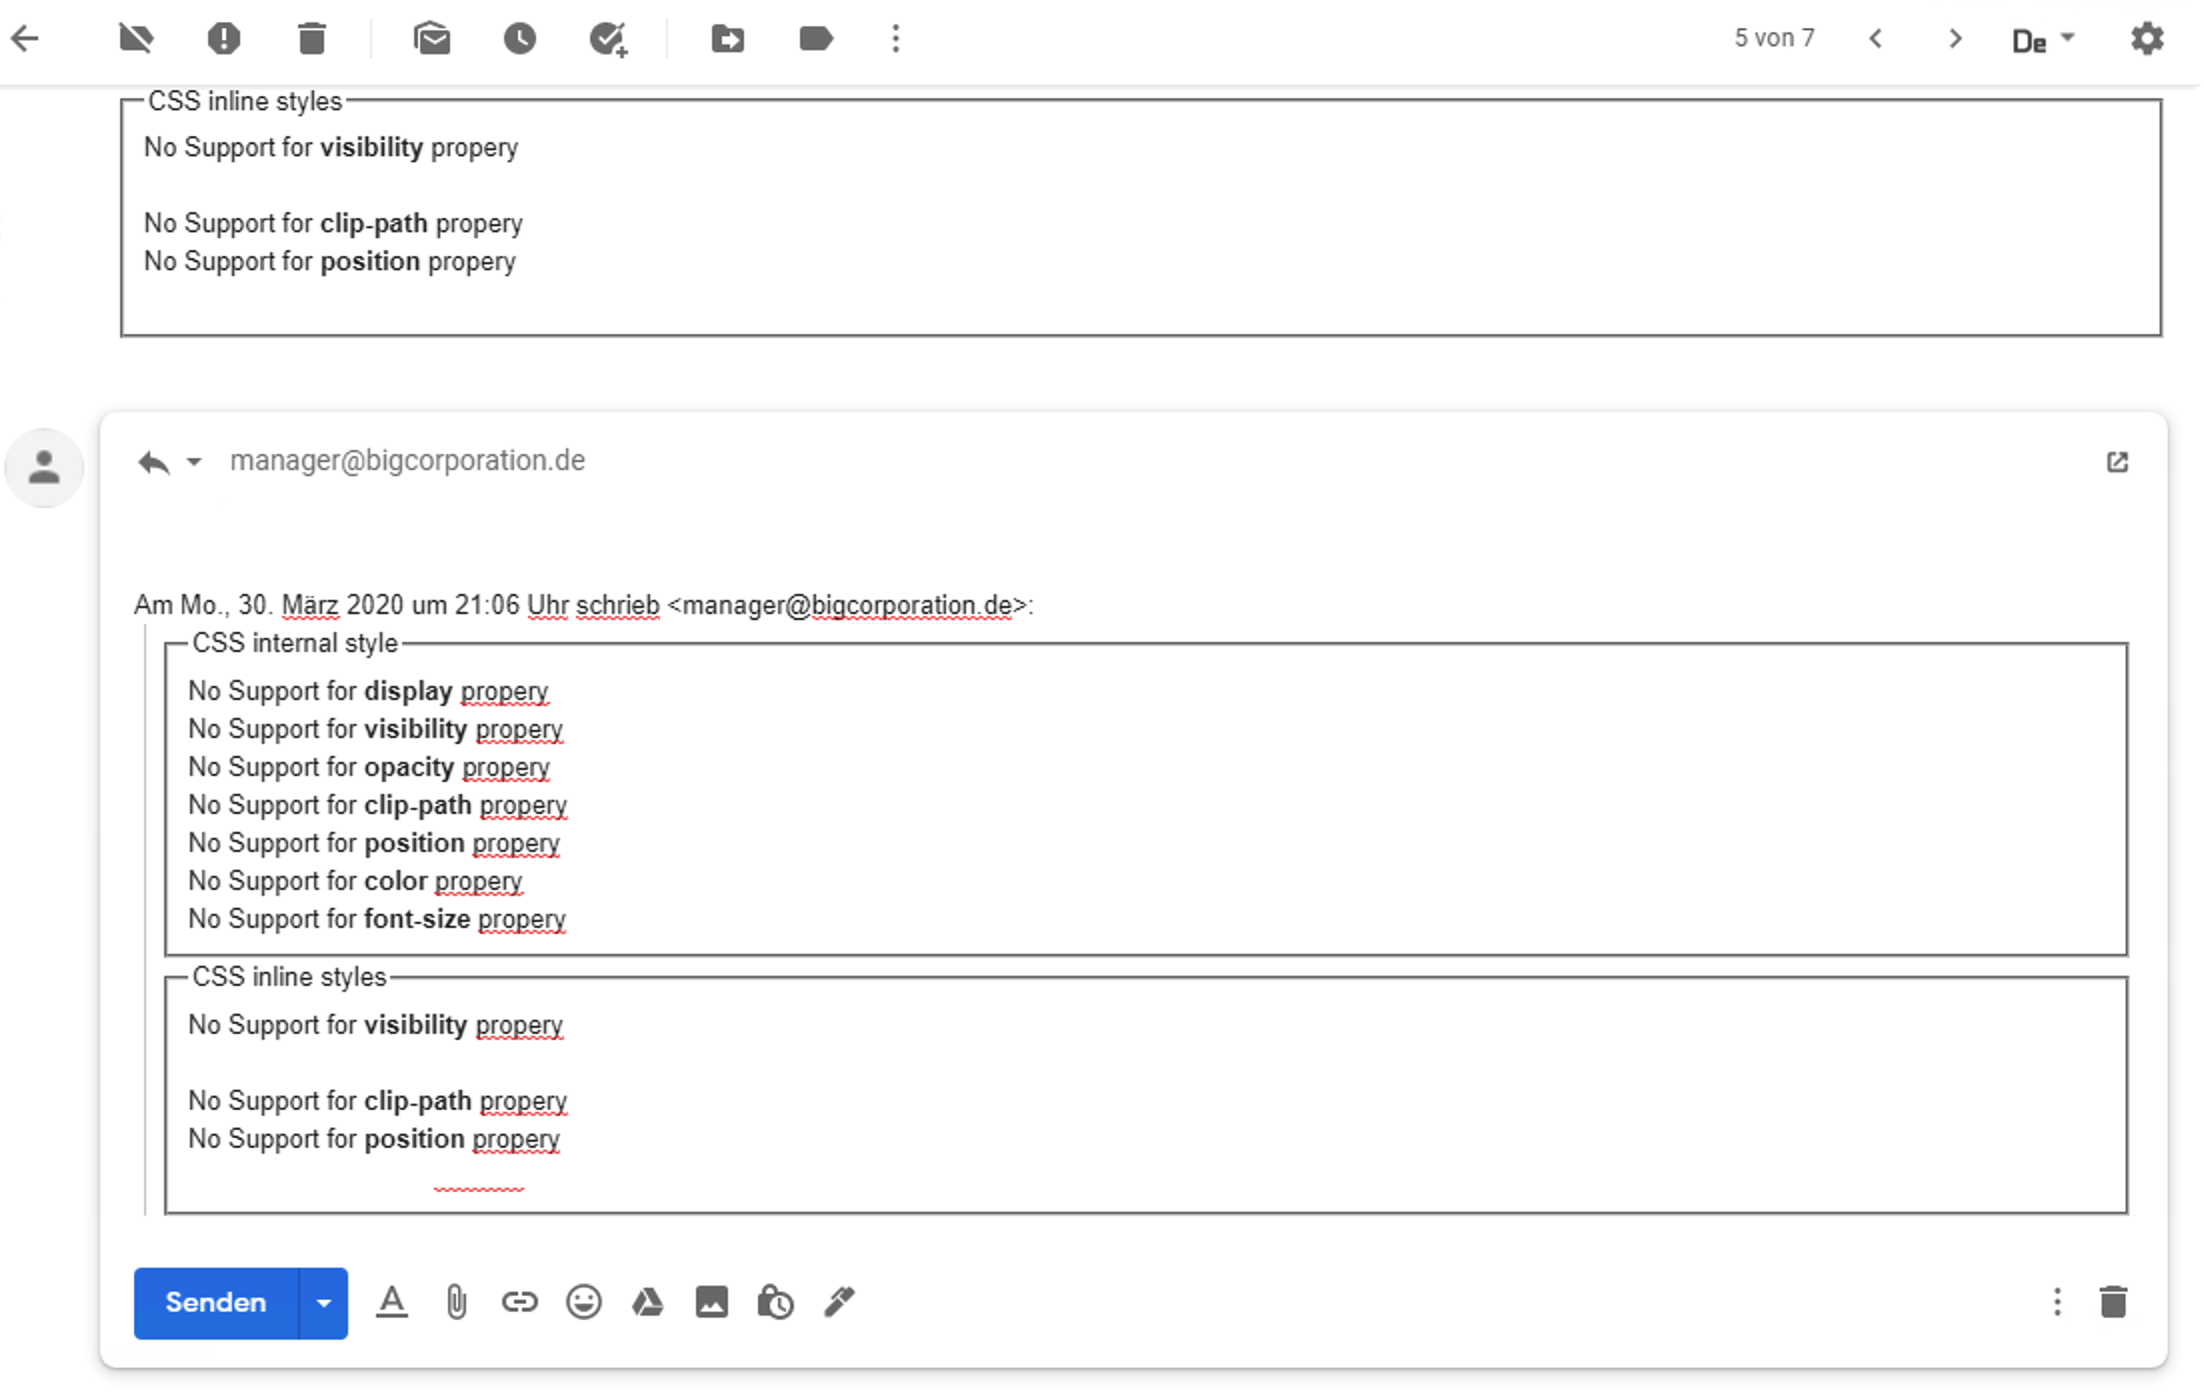 5 von 7
De
CSS inline styles
No Support for visibility propery
No Support for clip-path propery
No Support for position propery
manager@bigcorporation.de
Am Mo., 30. März 2020 um 21:06 Uhr schrieb <manager@bigcorporation.de>:
CSS internal style
No Support for display propery
No Support for visibility propery
No Support for opacity propery
No Support for clip-path propery
No Support for position propery
No Support for color propery
No Support for font-size propery
CSS inline styles
No Support for visibility propery
No Support for clip-path propery
No Support for position propery
Senden